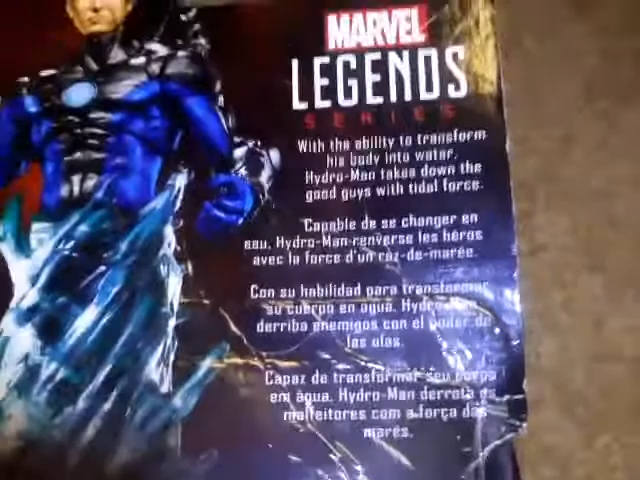 MARVEL
LEGENDS
SERIES
With the ability to transform
his body into water,
Hydro-Man takes down the
good guys with tidal force.
Capable de se changer en
eau, Hydro-Man renverse les héros
avec la force d'un raz-de-marée.
Con su habilidad para transformar
su cuerpo en agua, Hydro-Man
derriba enemigos con el poder de
las olas.
Capaz de transformar seu corpo
em água, Hydro-Man derrota os
malfeitores com a força das
marés.